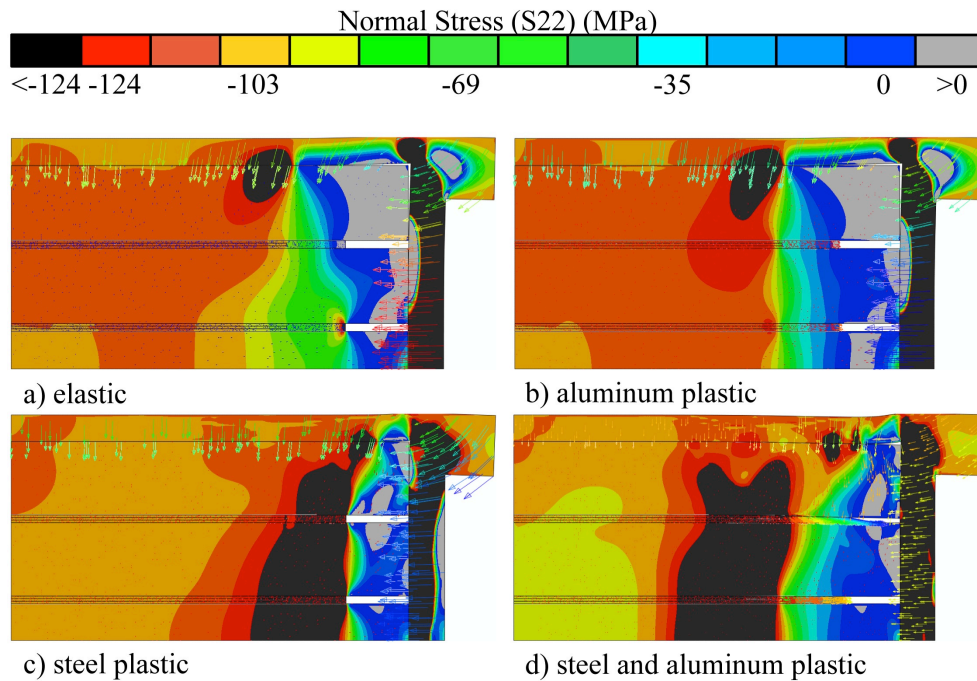 Normal Stress (S22) (MPa)
<-124 -124 -103 -69 -35 0 >0
a) elastic b) aluminum plastic
c) steel plastic d) steel and aluminum plastic